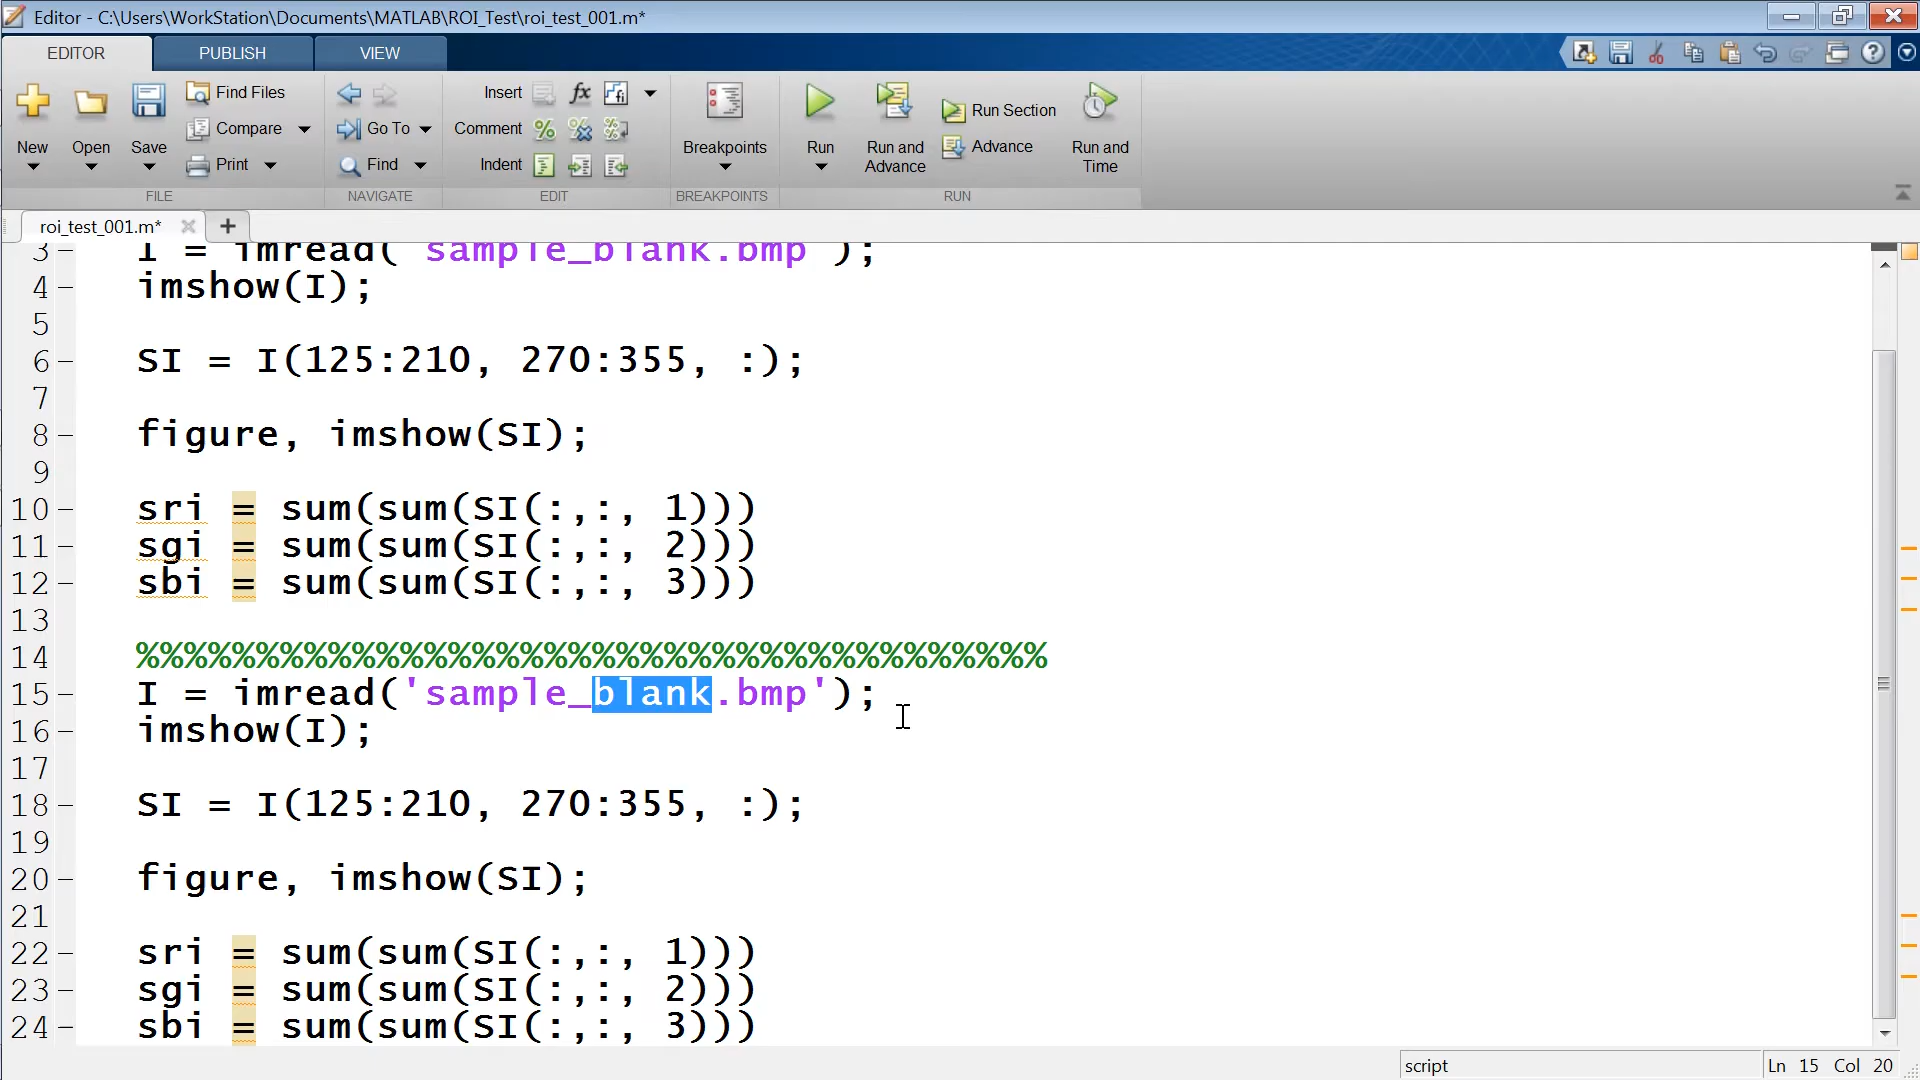 Editor - C:\Users\WorkStation\Documents\MATLAB\ROI_Test\roi_test_001.m*
EDITOR PUBLISH VIEW
New Open Save Find Files Compare Print
FILE
Go To Find
NAVIGATE
Insert fx
Comment
Indent
EDIT
Breakpoints
BREAKPOINTS
Run Run and Advance Run Section Advance Run and Time
RUN
roi_test_001.m*
3 I = imread('sample_blank.bmp');
4 imshow(I);
5
6 SI = I(125:210, 270:355, :);
7
8 figure, imshow(SI);
9
10 sri = sum(sum(SI(:,:, 1)))
11 sgi = sum(sum(SI(:,:, 2)))
12 sbi = sum(sum(SI(:,:, 3)))
13
14 %%%%%%%%%%%%%%%%%%%%%%%%%%%%%%%%%%%%%%
15 I = imread('sample_blank.bmp');
16 imshow(I);
17
18 SI = I(125:210, 270:355, :);
19
20 figure, imshow(SI);
21
22 sri = sum(sum(SI(:,:, 1)))
23 sgi = sum(sum(SI(:,:, 2)))
24 sbi = sum(sum(SI(:,:, 3)))
script Ln 15 Col 20